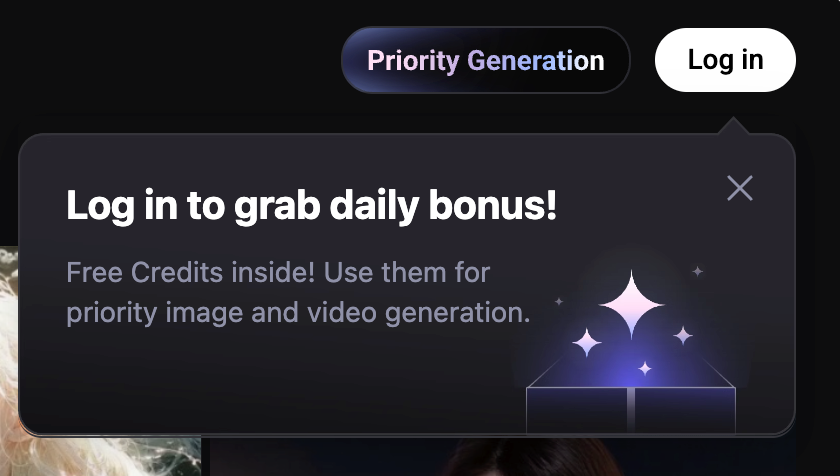 Priority Generation
Log in
Log in to grab daily bonus!
Free Credits inside! Use them for
priority image and video generation.